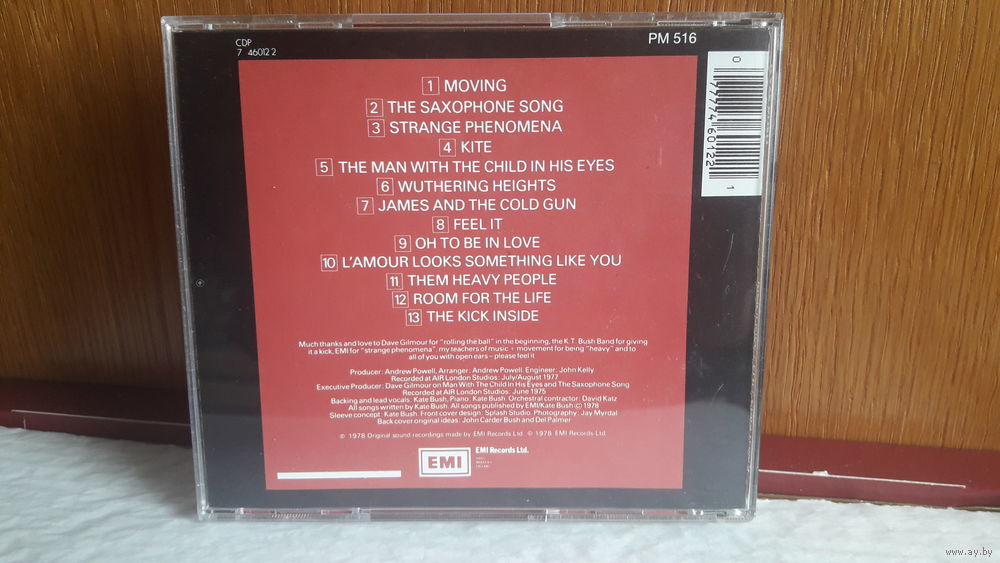 CDP
7 46012 2
PM 516
0 77774 60122 1
1 MOVING
2 THE SAXOPHONE SONG
3 STRANGE PHENOMENA
4 KITE
5 THE MAN WITH THE CHILD IN HIS EYES
6 WUTHERING HEIGHTS
7 JAMES AND THE COLD GUN
8 FEEL IT
9 OH TO BE IN LOVE
10 L'AMOUR LOOKS SOMETHING LIKE YOU
11 THEM HEAVY PEOPLE
12 ROOM FOR THE LIFE
13 THE KICK INSIDE
Much thanks and love to Dave Gilmour for "rolling the ball" in the beginning, the K.T. Bush Band for giving
it a kick, EMI for "strange phenomena" my teachers of music + movement for being "heavy" and to
all of you with open ears – please feel it
Producer: Andrew Powell, Arranger: Andrew Powell. Engineer: John Kelly
Recorded at AIR London Studios: July/August 1977
Executive Producer: Dave Gilmour on Man With The Child In His Eyes and The Saxophone Song
Recorded at AIR London Studios: June 1975
Backing and lead vocals: Kate Bush, Piano: Kate Bush. Orchestral contractor: David Katz
All songs written by Kate Bush. All songs published by EMI/Kate Bush © 1978
Sleeve concept: Kate Bush. Front cover design: Splash Studio. Photography: Jay Myrdal
Back cover original ideas: John Carder Bush and Del Palmer
℗ 1978 Original sound recordings made by EMI Records Ltd. © 1978 EMI Records Ltd.
EMI
EMI Records Ltd.
www.ay.by